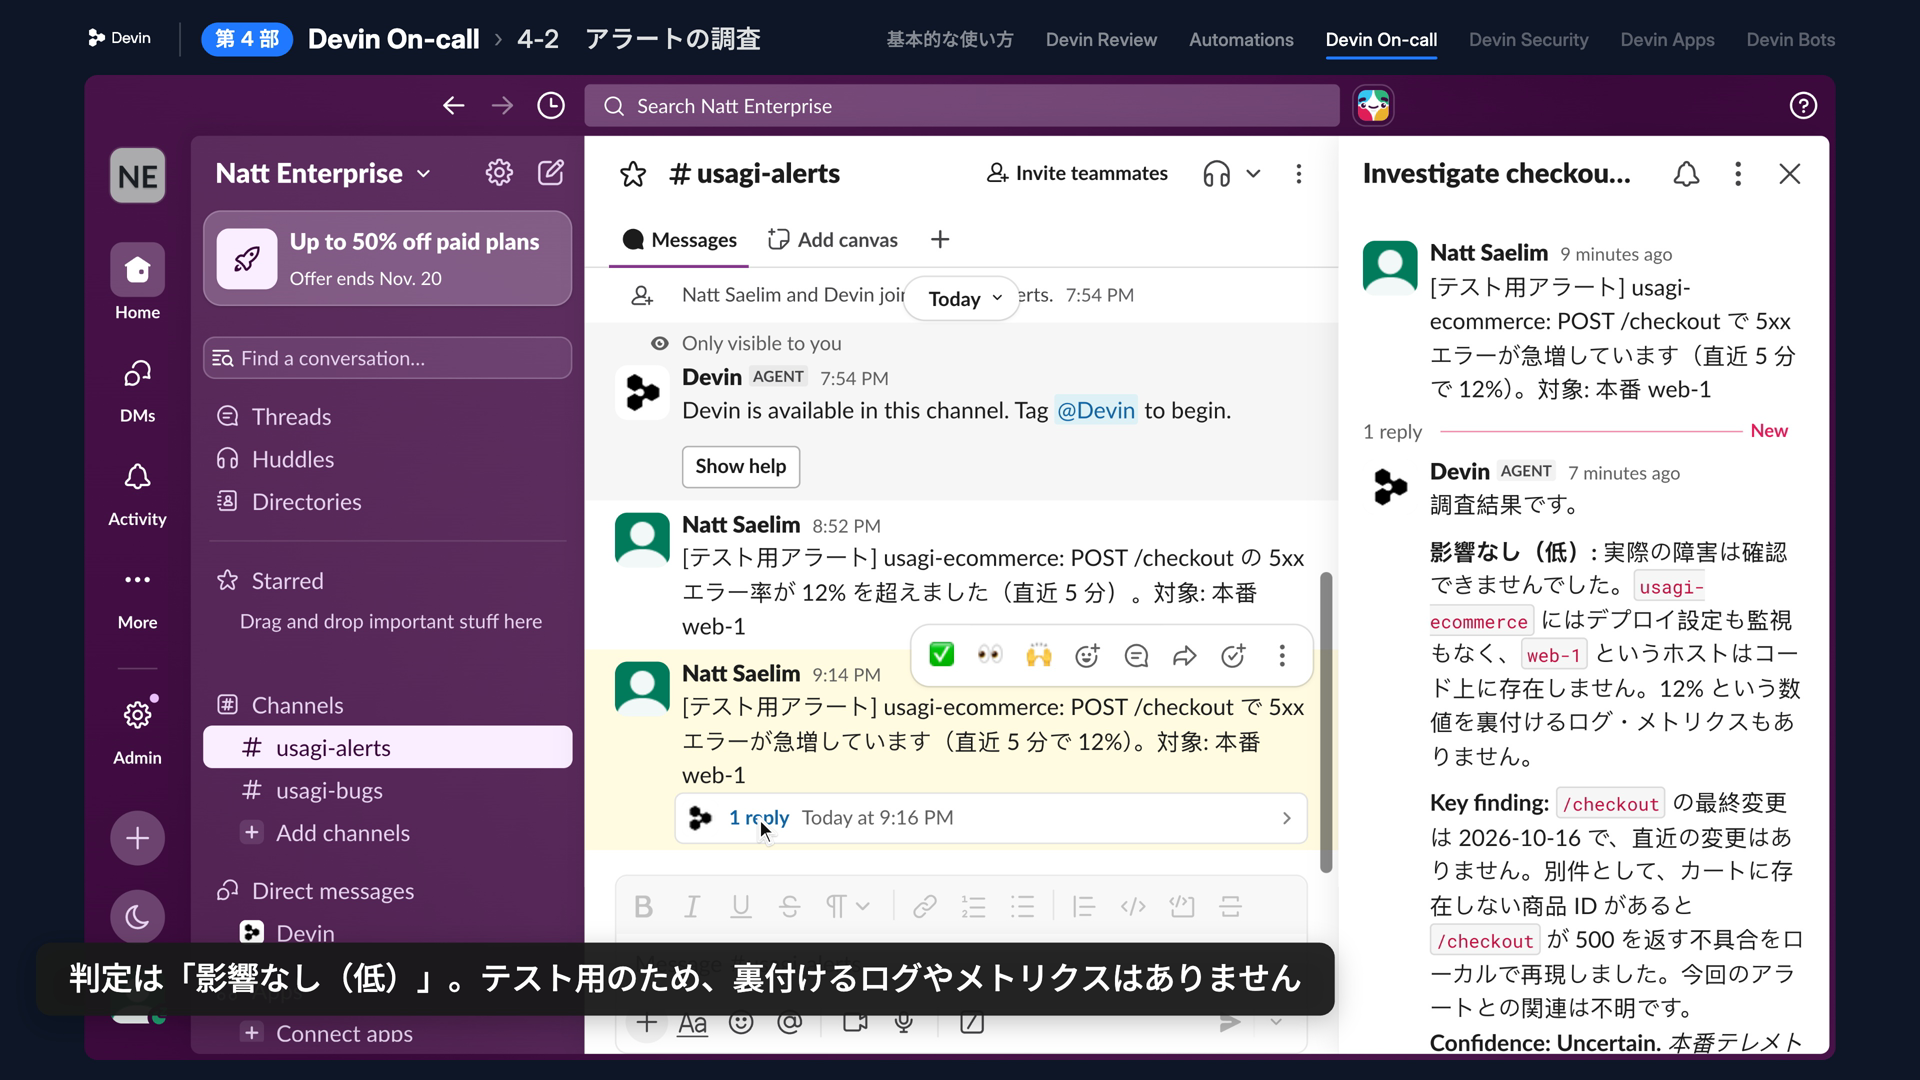 Devin
第 4 部
Devin On-call › 4-2 アラートの調査
基本的な使い方
Devin Review
Automations
Devin On-call
Devin Security
Devin Apps
Devin Bots
Search Natt Enterprise
NE
Home
DMs
Activity
More
Admin
Natt Enterprise
Up to 50% off paid plans
Offer ends Nov. 20
Find a conversation...
Threads
Huddles
Directories
Starred
Drag and drop important stuff here
Channels
# usagi-alerts
# usagi-bugs
+ Add channels
Direct messages
Devin
+ Connect apps
# usagi-alerts
Invite teammates
Messages
Add canvas
Natt Saelim and Devin join
Today
erts. 7:54 PM
Only visible to you
Devin AGENT 7:54 PM
Devin is available in this channel. Tag @Devin to begin.
Show help
Natt Saelim 8:52 PM
[テスト用アラート] usagi-ecommerce: POST /checkout の 5xx
エラー率が 12% を超えました（直近 5 分）。対象: 本番
web-1
Natt Saelim 9:14 PM
[テスト用アラート] usagi-ecommerce: POST /checkout で 5xx
エラーが急増しています（直近 5 分で 12%）。対象: 本番
web-1
1 reply Today at 9:16 PM
Investigate checkou...
Natt Saelim 9 minutes ago
[テスト用アラート] usagi-
ecommerce: POST /checkout で 5xx
エラーが急増しています（直近 5 分
で 12%）。対象: 本番 web-1
1 reply
New
Devin AGENT 7 minutes ago
調査結果です。
影響なし（低）: 実際の障害は確認
できませんでした。usagi-
ecommerce にはデプロイ設定も監視
もなく、web-1 というホストはコー
ド上に存在しません。12% という数
値を裏付けるログ・メトリクスもあ
りません。
Key finding: /checkout の最終変更
は 2026-10-16 で、直近の変更はあ
りません。別件として、カートに存
在しない商品 ID があると
/checkout が 500 を返す不具合をロ
ーカルで再現しました。今回のアラ
ートとの関連は不明です。
Confidence: Uncertain. 本番テレメト
判定は「影響なし（低）」。テスト用のため、裏付けるログやメトリクスはありません